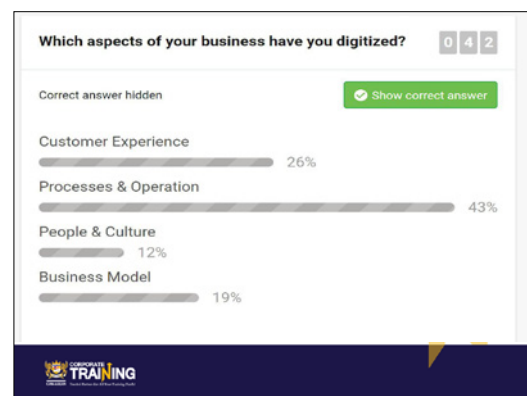 Which aspects of your business have you digitized?
0 4 2
Correct answer hidden
Show correct answer
Customer Experience
26%
Processes & Operation
43%
People & Culture
12%
Business Model
19%
CORPORATE
TRAINING